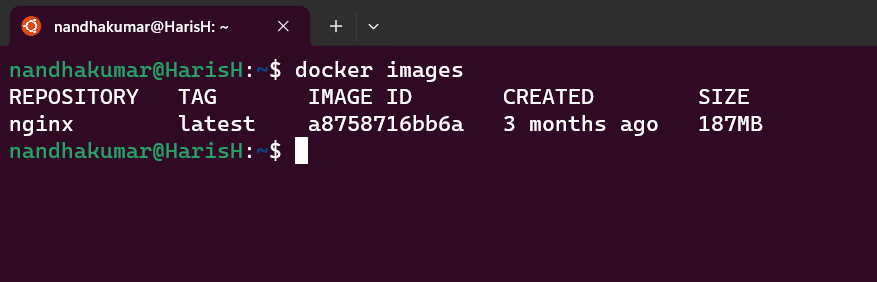 nandhakumar@HarisH: ~
nandhakumar@HarisH:~$ docker images
REPOSITORY   TAG       IMAGE ID       CREATED        SIZE
nginx        latest    a8758716bb6a   3 months ago   187MB
nandhakumar@HarisH:~$